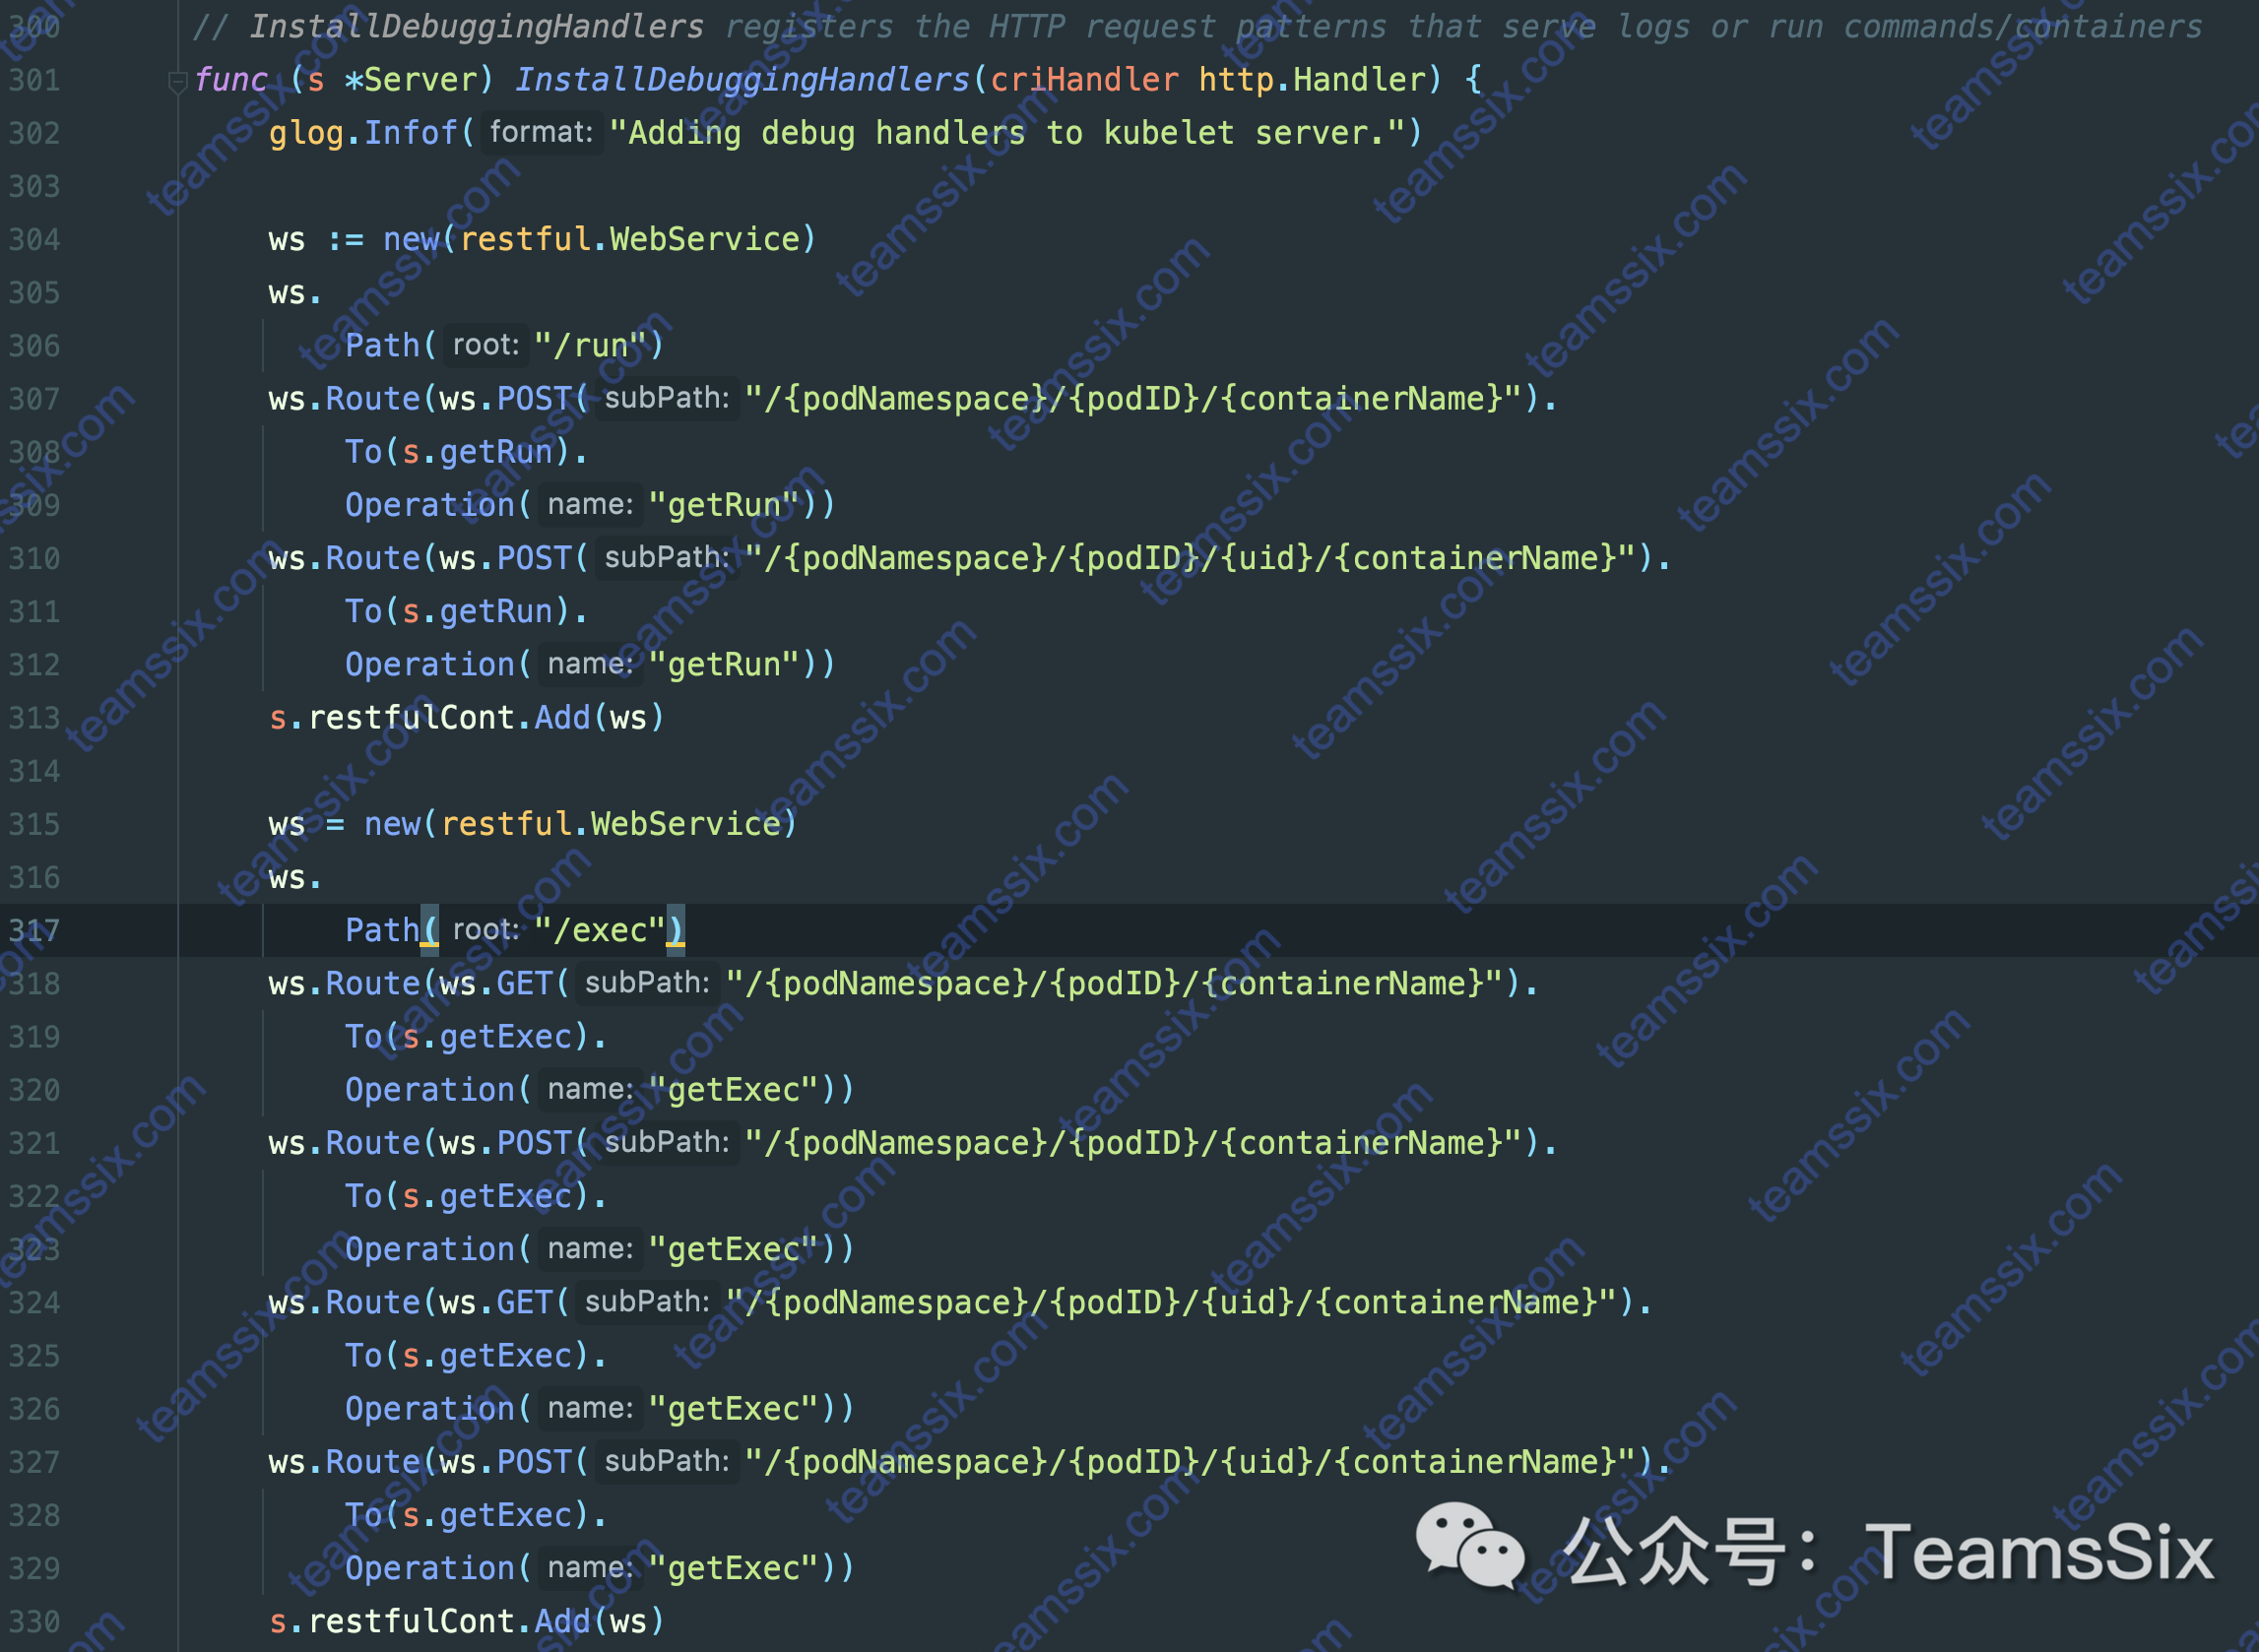 300 // InstallDebuggingHandlers registers the HTTP request patterns that serve logs or run commands/containers
301 func (s *Server) InstallDebuggingHandlers(criHandler http.Handler) {
302 glog.Infof( format: "Adding debug handlers to kubelet server.")
303
304 ws := new(restful.WebService)
305 ws.
306 Path( root: "/run")
307 ws.Route(ws.POST( subPath: "/{podNamespace}/{podID}/{containerName}").
308 To(s.getRun).
309 Operation( name: "getRun"))
310 ws.Route(ws.POST( subPath: "/{podNamespace}/{podID}/{uid}/{containerName}").
311 To(s.getRun).
312 Operation( name: "getRun"))
313 s.restfulCont.Add(ws)
314
315 ws = new(restful.WebService)
316 ws.
317 Path( root: "/exec")
318 ws.Route(ws.GET( subPath: "/{podNamespace}/{podID}/{containerName}").
319 To(s.getExec).
320 Operation( name: "getExec"))
321 ws.Route(ws.POST( subPath: "/{podNamespace}/{podID}/{containerName}").
322 To(s.getExec).
323 Operation( name: "getExec"))
324 ws.Route(ws.GET( subPath: "/{podNamespace}/{podID}/{uid}/{containerName}").
325 To(s.getExec).
326 Operation( name: "getExec"))
327 ws.Route(ws.POST( subPath: "/{podNamespace}/{podID}/{uid}/{containerName}").
328 To(s.getExec).
329 Operation( name: "getExec"))
330 s.restfulCont.Add(ws)
公众号：TeamsSix
teamssix.com